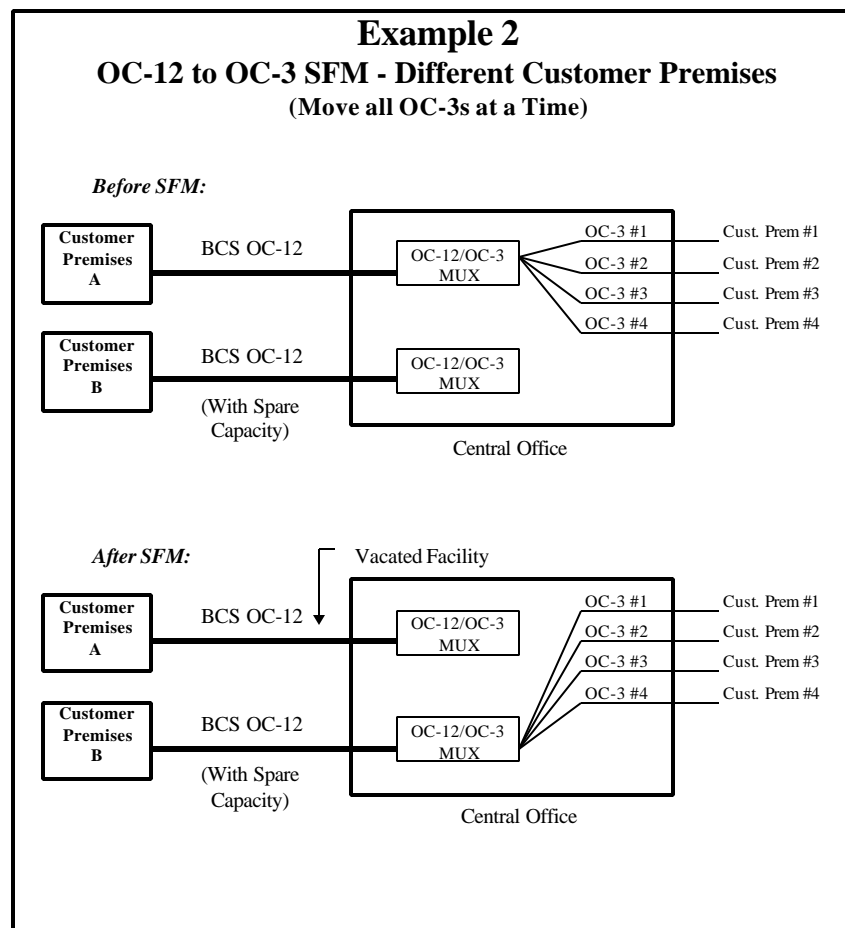 Example 2
OC-12 to OC-3 SFM - Different Customer Premises
(Move all OC-3s at a Time)
Before SFM:
Customer
Premises
A
BCS OC-12
OC-12/OC-3
MUX
OC-3 #1
Cust. Prem #1
OC-3 #2
Cust. Prem #2
OC-3 #3
Cust. Prem #3
OC-3 #4
Cust. Prem #4
Customer
Premises
B
BCS OC-12
(With Spare
Capacity)
OC-12/OC-3
MUX
Central Office
After SFM:
Vacated Facility
Customer
Premises
A
BCS OC-12
OC-12/OC-3
MUX
OC-3 #1
Cust. Prem #1
OC-3 #2
Cust. Prem #2
OC-3 #3
Cust. Prem #3
OC-3 #4
Cust. Prem #4
Customer
Premises
B
BCS OC-12
(With Spare
Capacity)
OC-12/OC-3
MUX
Central Office